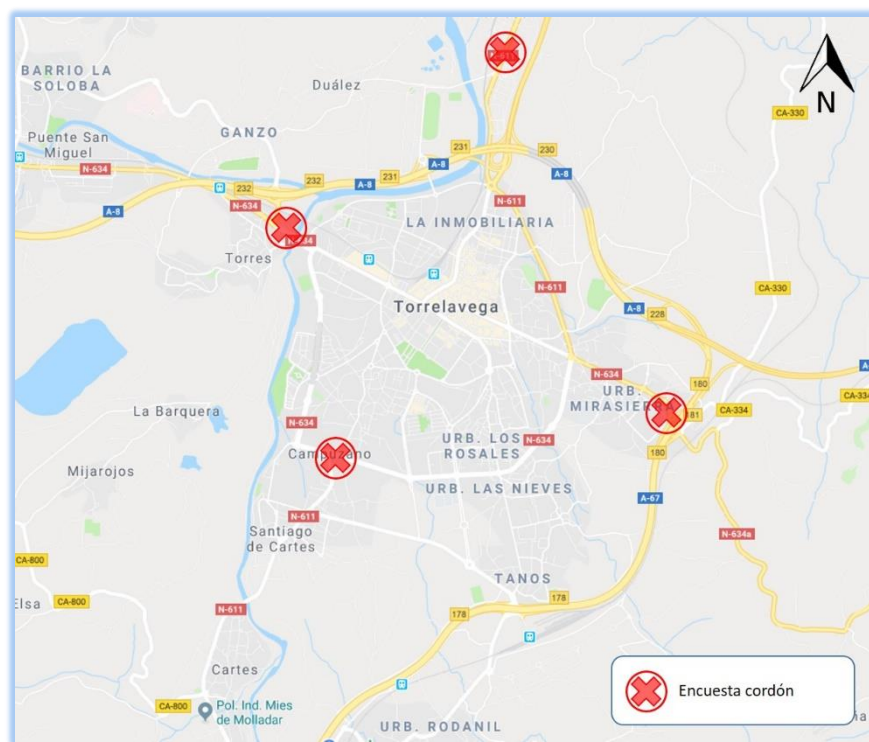 BARRIO LA
SOLOBA
Duález
N
CA-330
GANZO
Puente San
Miguel
N-634
231
230
A-8
231
232
232
A-8
A-8
N-634
N-611
A-8
LA INMOBILIARIA
Torres
N-611
CA-330
Torrelavega
A-8
228
N-634
URB.
MIRASIERRA
180
CA-334
181
CA-334
La Barquera
N-634
URB. LOS
ROSALES
N-634
Campuzano
180
Mijarojos
URB. LAS NIEVES
A-67
N-611
Santiago
de Cartes
N-634a
CA-800
TANOS
Elsa
CA-800
N-611
178
178
Cartes
Encuesta cordón
CA-800
Pol. Ind. Mies
de Molladar
URB. RODANIL